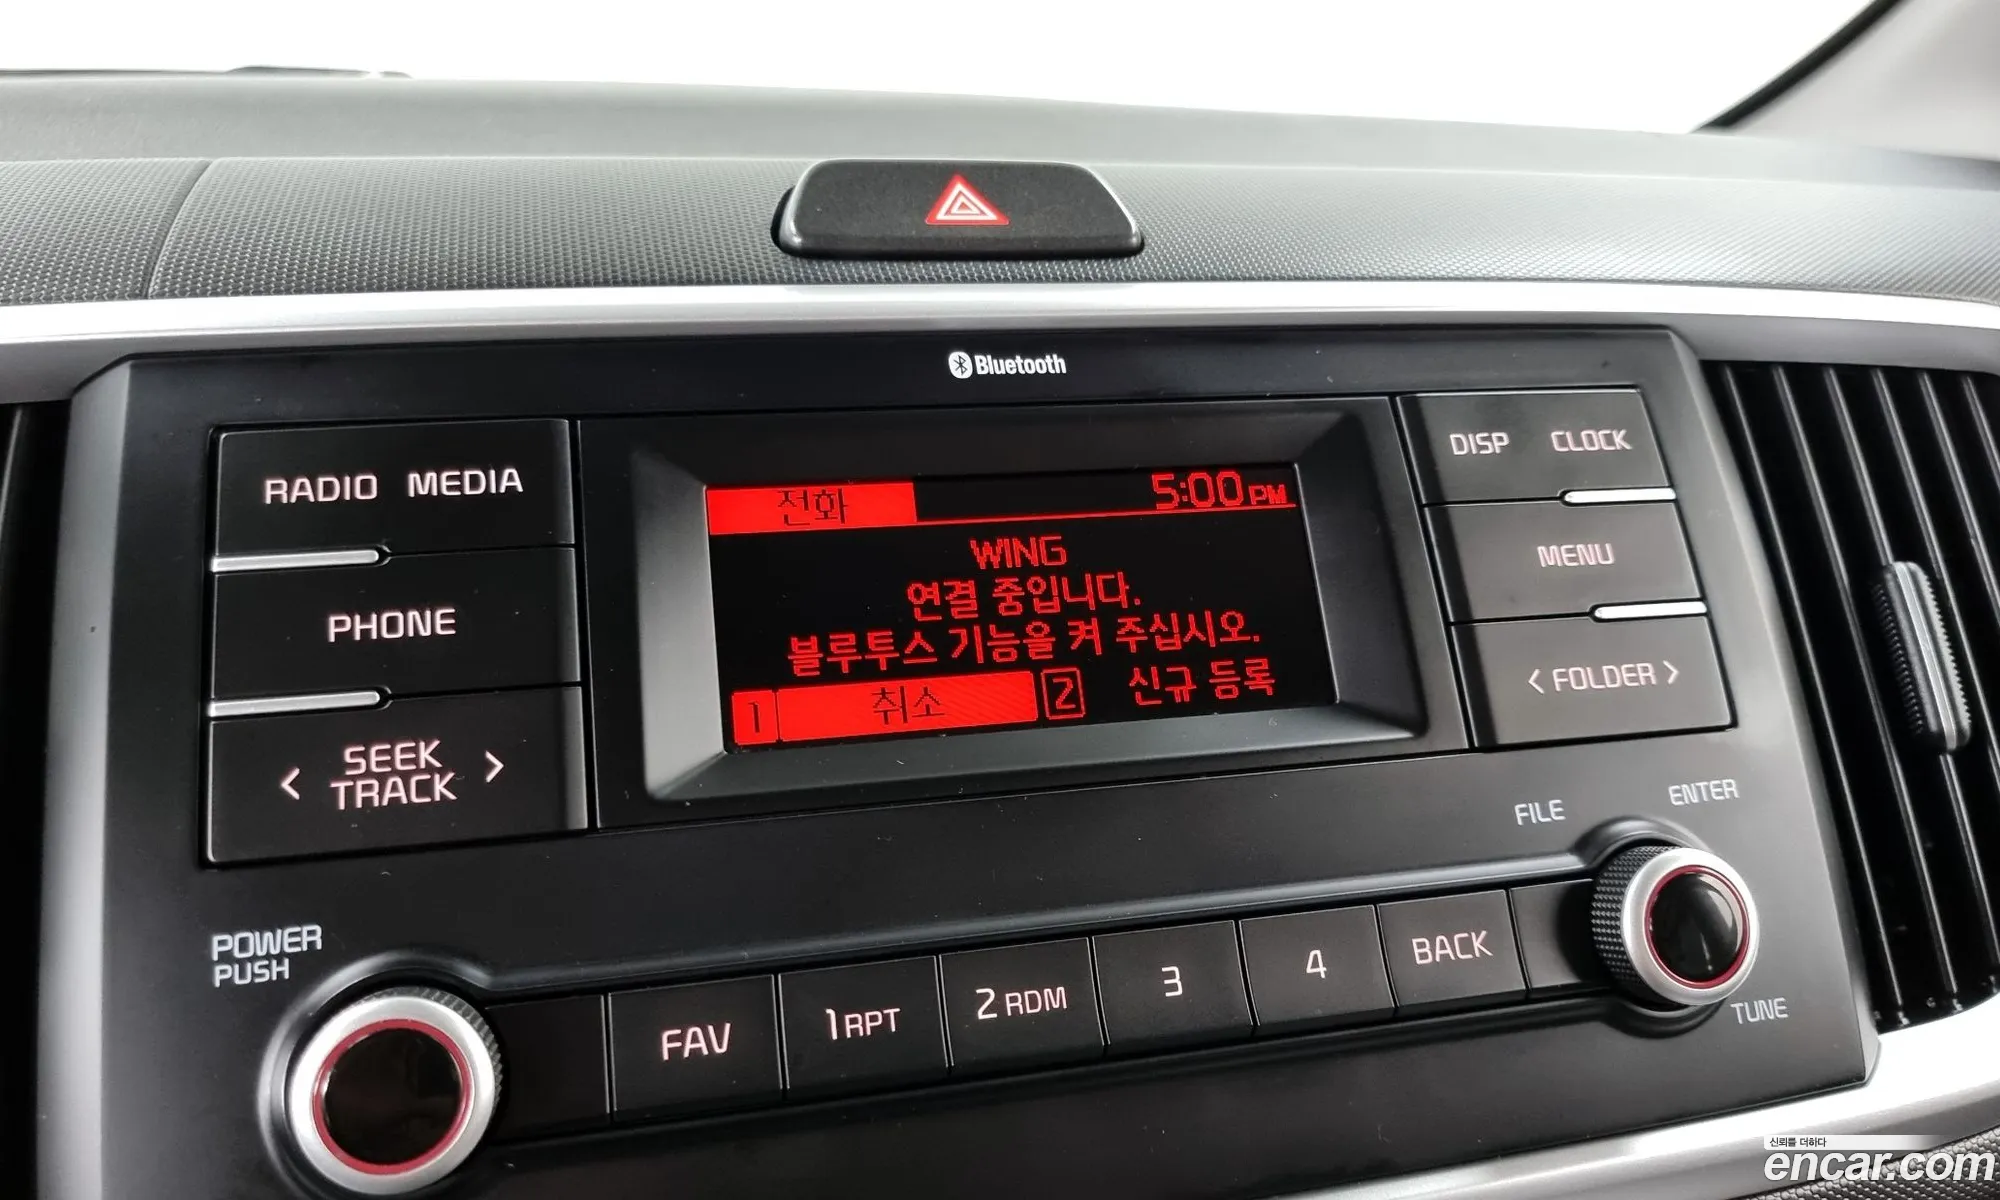 Bluetooth
RADIO MEDIA
PHONE
< SEEK TRACK >
전화 5:00 PM
WING
연결 중입니다.
블루투스 기능을 켜 주십시오.
1 취소 2 신규 등록
DISP CLOCK
MENU
< FOLDER >
FILE
ENTER
POWER
PUSH
FAV
1 RPT
2 RDM
3
4
BACK
TUNE
신뢰를 더하다
encar.com